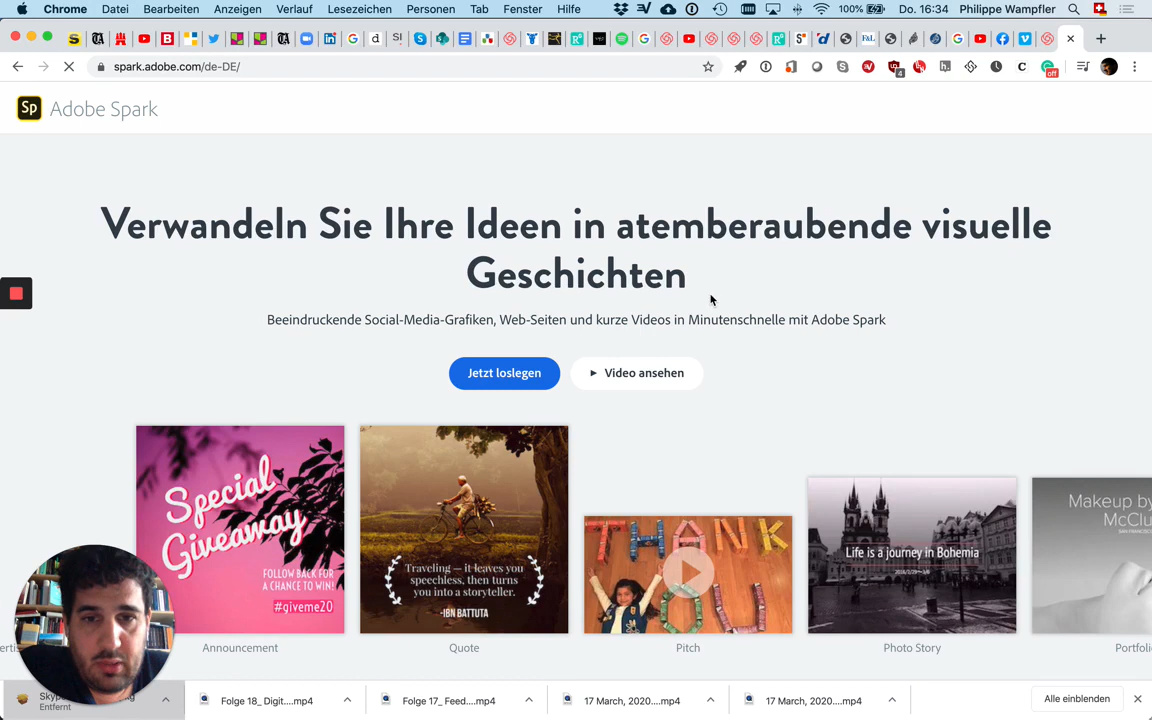 Chrome Datei Bearbeiten Anzeigen Verlauf Lesezeichen Personen Tab Fenster Hilfe 100% Do. 16:34 Philippe Wampfler
spark.adobe.com/de-DE/
4
off
Sp Adobe Spark
Verwandeln Sie Ihre Ideen in atemberaubende visuelle
Geschichten
Beeindruckende Social-Media-Grafiken, Web-Seiten und kurze Videos in Minutenschnelle mit Adobe Spark
Jetzt loslegen
Video ansehen
Special
Giveaway
FOLLOW BACK FOR
A CHANCE TO WIN!
#giveme20
Traveling — it leaves you
speechless, then turns
you into a storyteller.
-IBN BATTUTA
THANK
YOU
Life is a journey in Bohemia
Makeup by
McClu
Announcement
Quote
Pitch
Photo Story
Portfoli
Entfernt
Folge 18_ Digit....mp4
Folge 17_ Feed....mp4
17 March, 2020....mp4
17 March, 2020....mp4
Alle einblenden